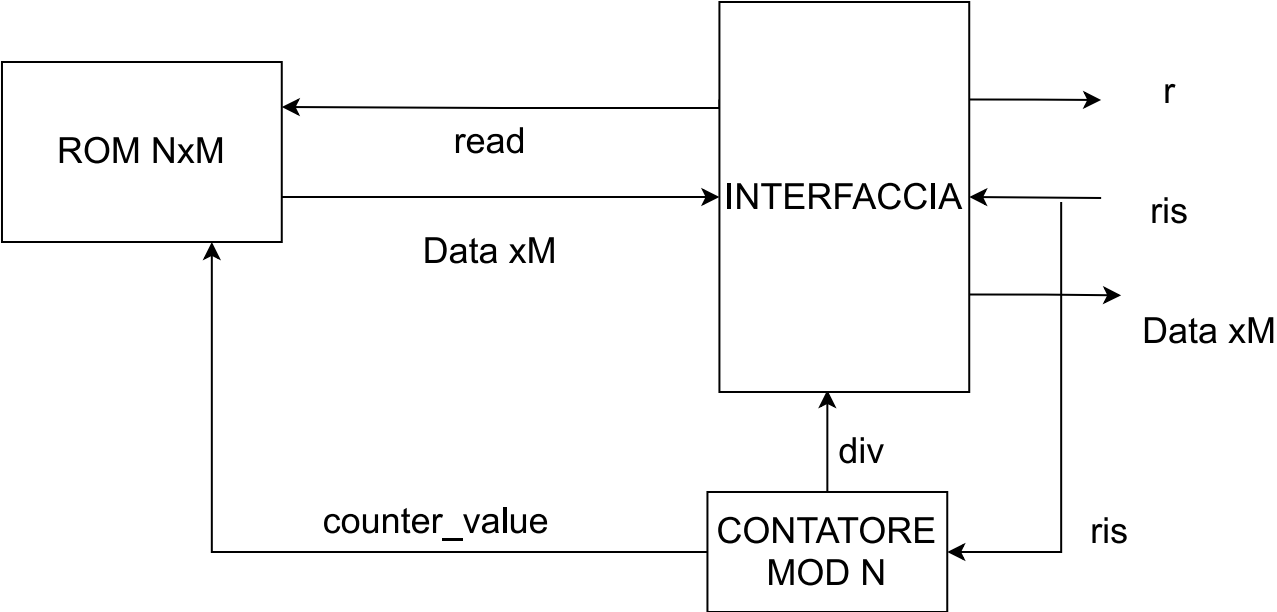 r
ROM NxM
read
INTERFACCIA
ris
Data xM
Data xM
div
counter_value
CONTATORE
MOD N
ris